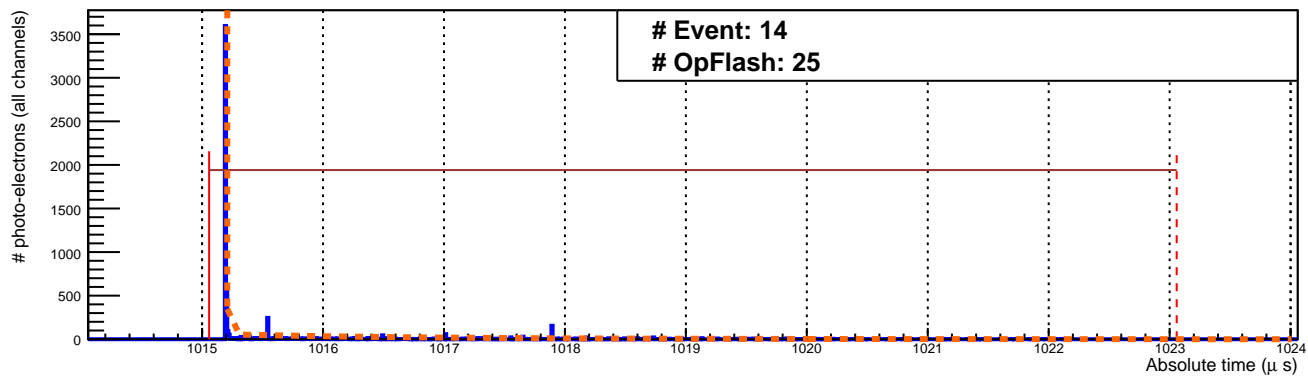 # Event: 14
# OpFlash: 25
# photo-electrons (all channels)
3500
3000
2500
2000
1500
1000
500
0
1015 1016 1017 1018 1019 1020 1021 1022 1023 1024
Absolute time (μ s)